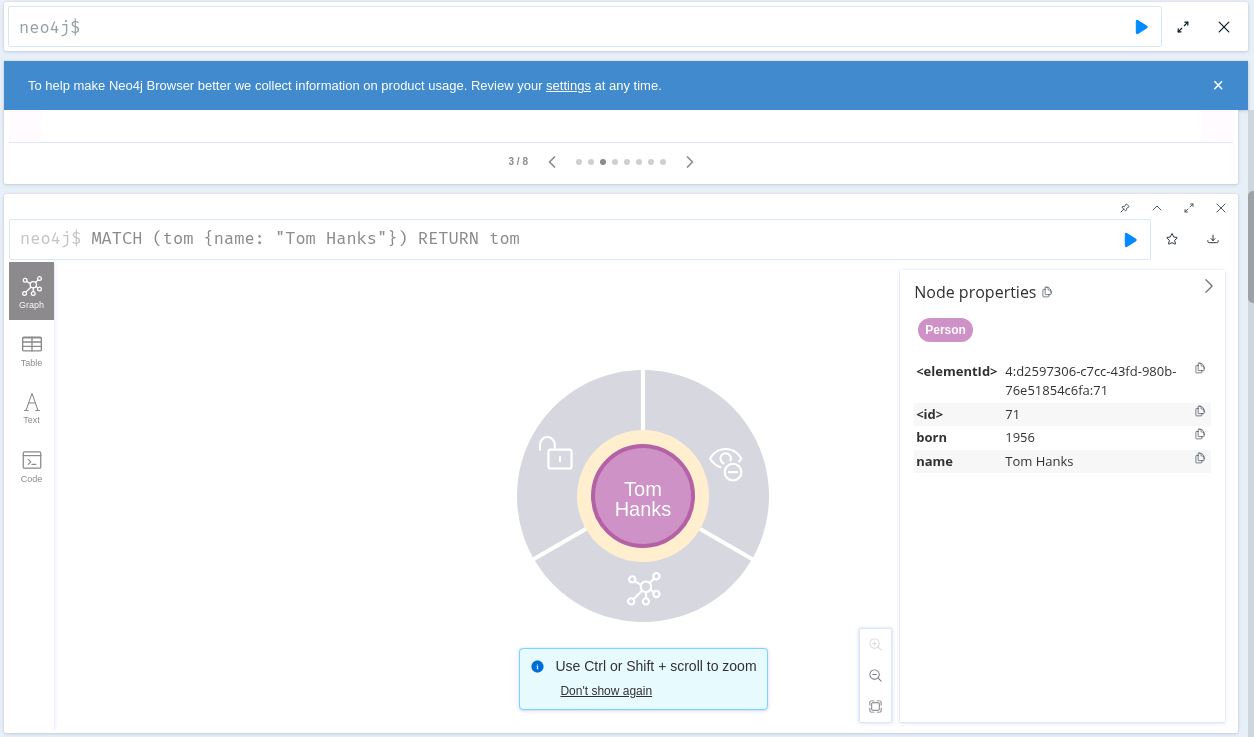 neo4j$
To help make Neo4j Browser better we collect information on product usage. Review your settings at any time.
3 / 8
neo4j$ MATCH (tom {name: "Tom Hanks"}) RETURN tom
Graph
Table
Text
Code
Tom
Hanks
Use Ctrl or Shift + scroll to zoom
Don't show again
Node properties
Person
<elementId> 4:d2597306-c7cc-43fd-980b-
76e51854c6fa:71
<id> 71
born 1956
name Tom Hanks